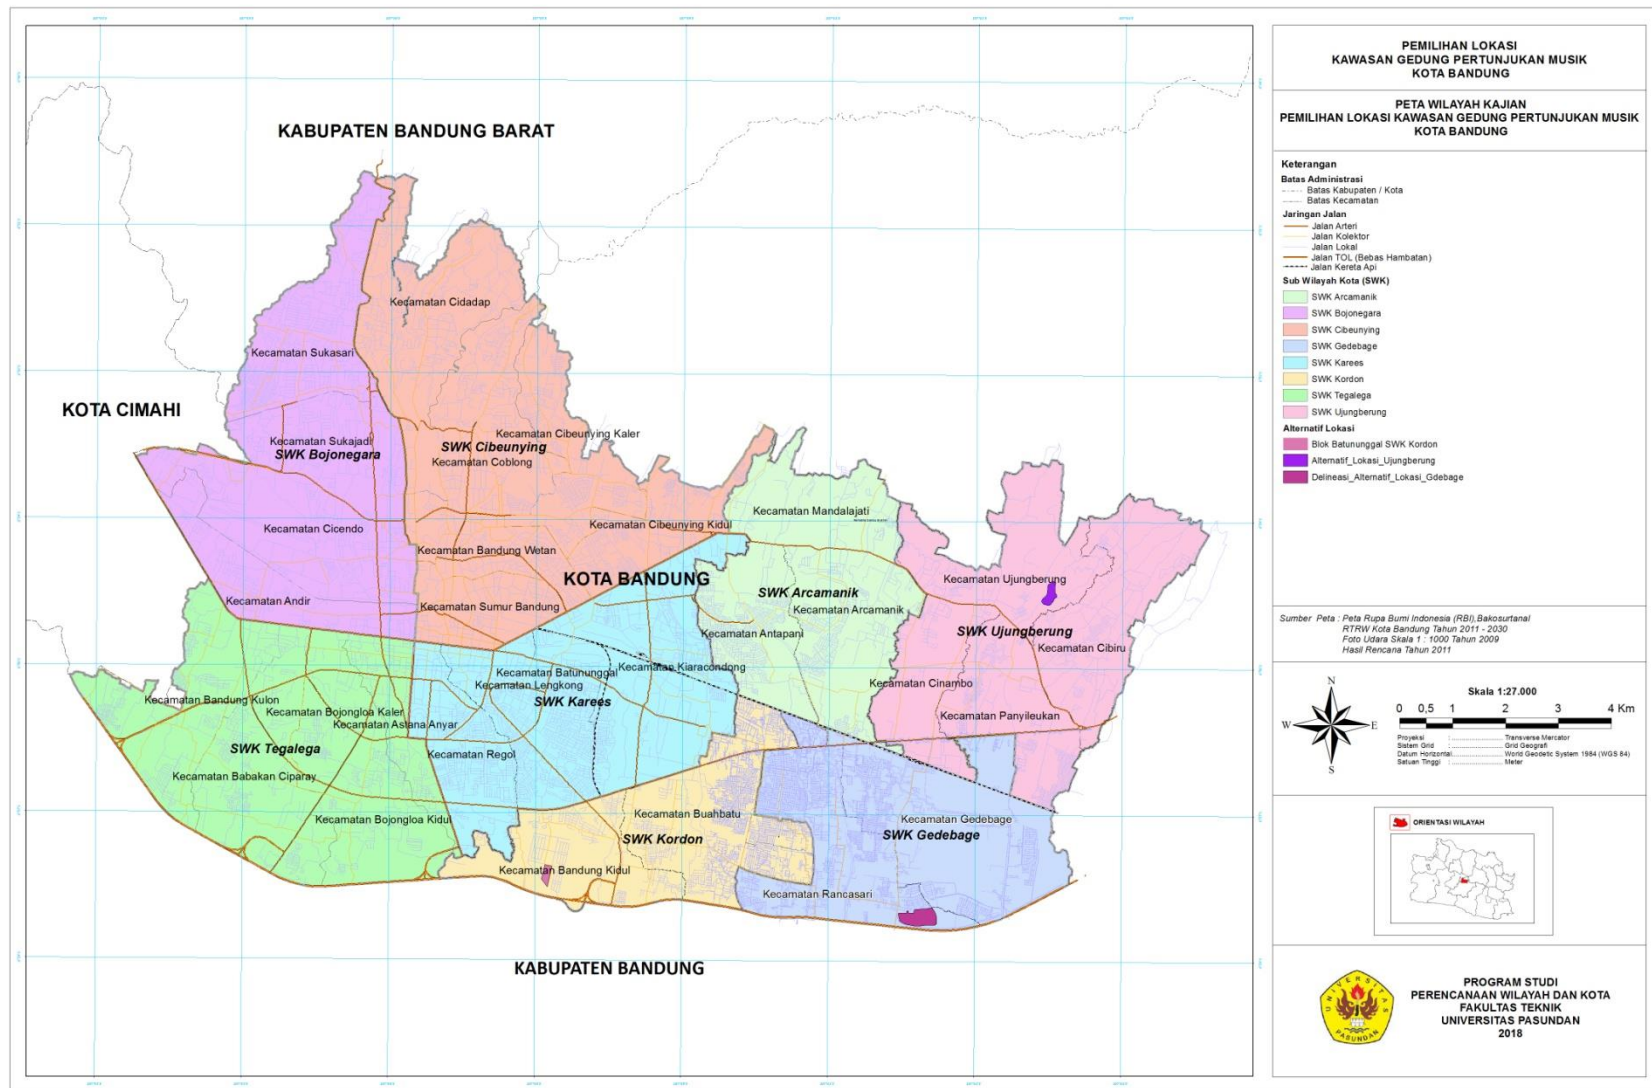 KABUPATEN BANDUNG BARAT
Kecamatan Cidadap
Kecamatan Sukasari
KOTA CIMAHI
Kecamatan Cibeunying Kaler
Kecamatan Sukajadi
SWK Cibeunying
SWK Bojonegara
Kecamatan Coblong
Kecamatan Mandalajati
Kecamatan Cicendo
Kecamatan Cibeunying Kidul
Kecamatan Bandung Wetan
KOTA BANDUNG
Kecamatan Ujungberung
SWK Arcamanik
Kecamatan Andir
Kecamatan Sumur Bandung
Kecamatan Arcamanik
Kecamatan Antapani
SWK Ujungberung
Kecamatan Cibiru
Kecamatan Kiaracondong
Kecamatan Batununggal
Kecamatan Lengkong
Kecamatan Cinambo
Kecamatan Bandung Kulon
SWK Karees
Kecamatan Bojongloa Kaler
Kecamatan Astana Anyar
Kecamatan Panyileukan
SWK Tegalega
Kecamatan Regol
Kecamatan Babakan Ciparay
Kecamatan Bojongloa Kidul
Kecamatan Buahbatu
Kecamatan Gedebage
SWK Kordon
SWK Gedebage
Kecamatan Bandung Kidul
Kecamatan Rancasari
KABUPATEN BANDUNG
PEMILIHAN LOKASI
KAWASAN GEDUNG PERTUNJUKAN MUSIK
KOTA BANDUNG
PETA WILAYAH KAJIAN
PEMILIHAN LOKASI KAWASAN GEDUNG PERTUNJUKAN MUSIK
KOTA BANDUNG
Keterangan
Batas Administrasi
Batas Kabupaten / Kota
Batas Kecamatan
Jaringan Jalan
Jalan Arteri
Jalan Kolektor
Jalan Lokal
Jalan TOL (Bebas Hambatan)
Jalan Kereta Api
Sub Wilayah Kota (SWK)
SWK Arcamanik
SWK Bojonegara
SWK Cibeunying
SWK Gedebage
SWK Karees
SWK Kordon
SWK Tegalega
SWK Ujungberung
Alternatif Lokasi
Blok Batununggal SWK Kordon
Alternatif_Lokasi_Ujungberung
Delineasi_Alternatif_Lokasi_Gdebage
Sumber Peta : Peta Rupa Bumi Indonesia (RBI),Bakosurtanal
RTRW Kota Bandung Tahun 2011 - 2030
Foto Udara Skala 1 : 1000 Tahun 2009
Hasil Rencana Tahun 2011
N
W E
S
Skala 1:27.000
0 0,5 1 2 3 4 Km
Proyeksi : Transverse Mercator
Sistem Grid : Grid Geografi
Datum Horizontal : World Geodetic System 1984 (WGS 84)
Satuan Tinggi : Meter
ORIENTASI WILAYAH
UNIVERSITAS
PASUNDAN
PROGRAM STUDI
PERENCANAAN WILAYAH DAN KOTA
FAKULTAS TEKNIK
UNIVERSITAS PASUNDAN
2018